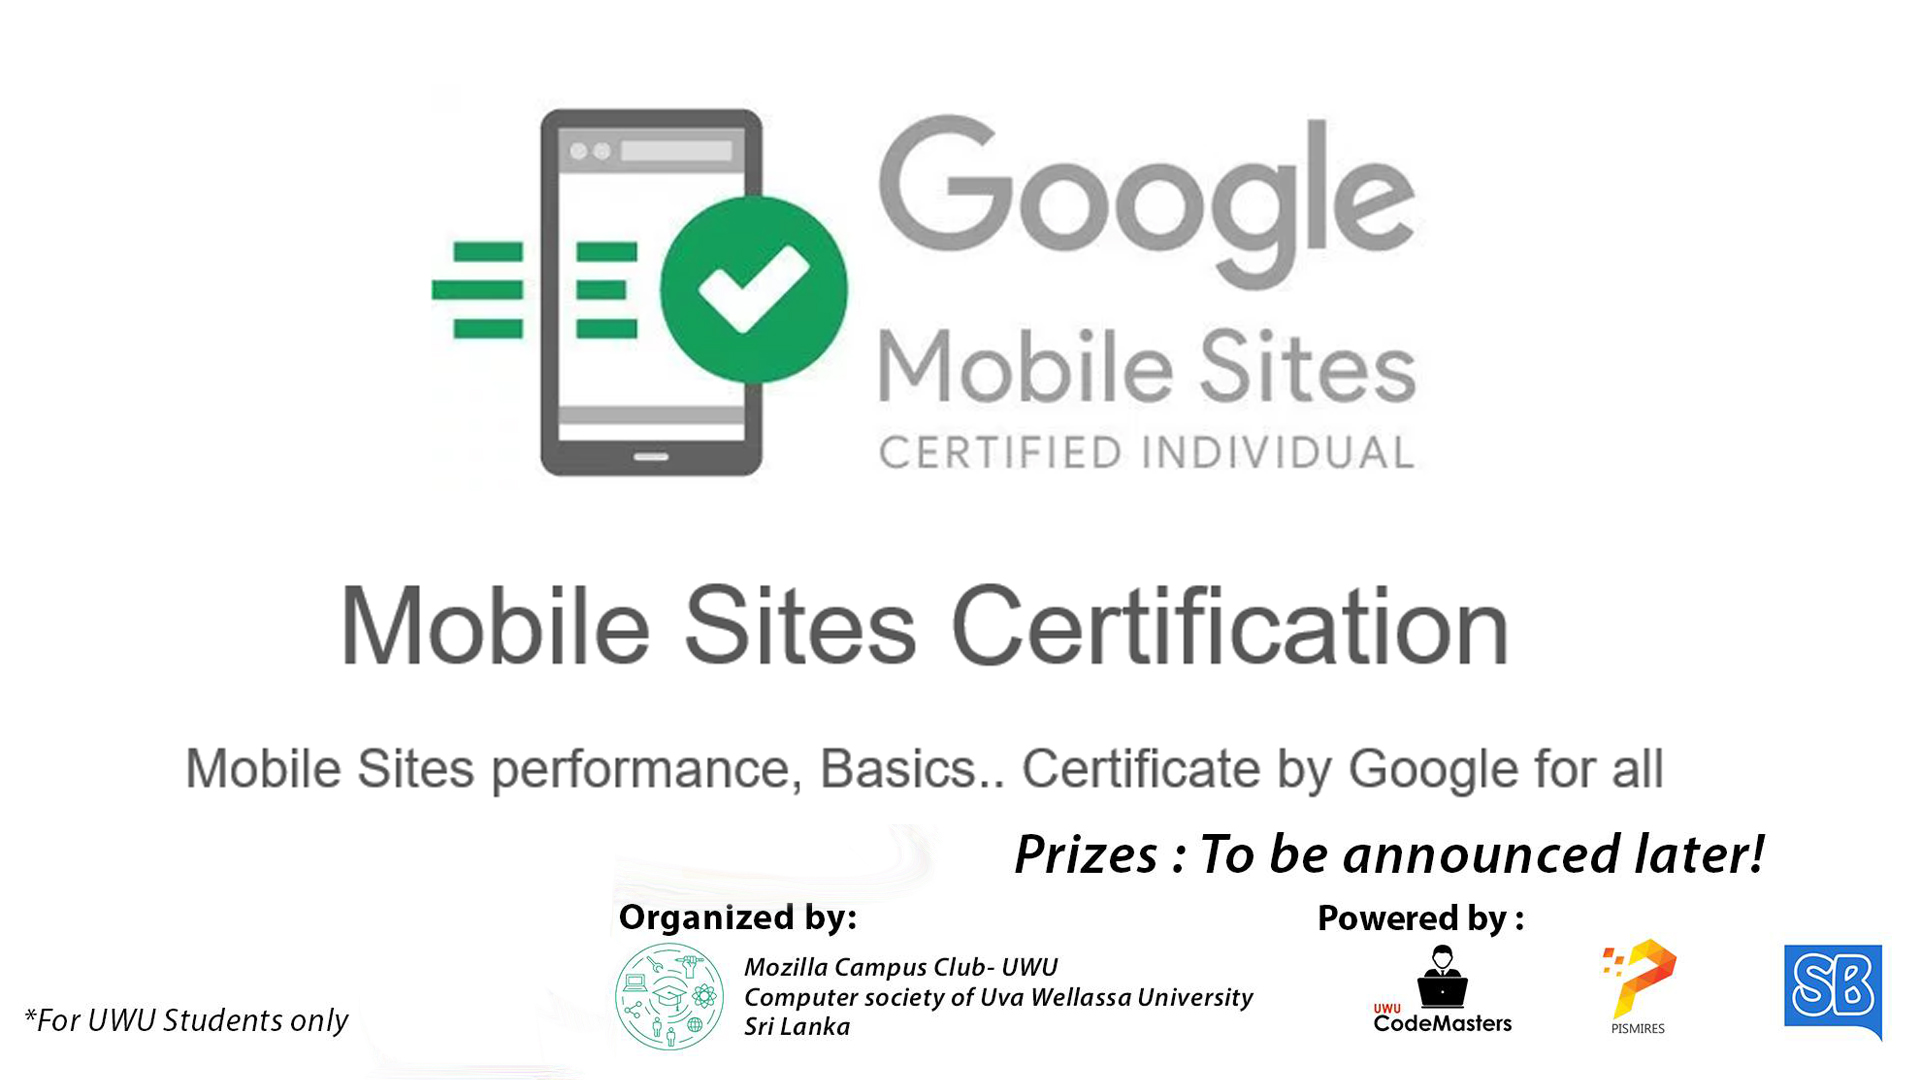 Google
Mobile Sites
CERTIFIED INDIVIDUAL
Mobile Sites Certification
Mobile Sites performance, Basics.. Certificate by Google for all
Prizes : To be announced later!
Organized by:
Mozilla Campus Club- UWU
Computer society of Uva Wellassa University
Sri Lanka
Powered by :
UWU
CodeMasters
PISMIRES
SB
*For UWU Students only